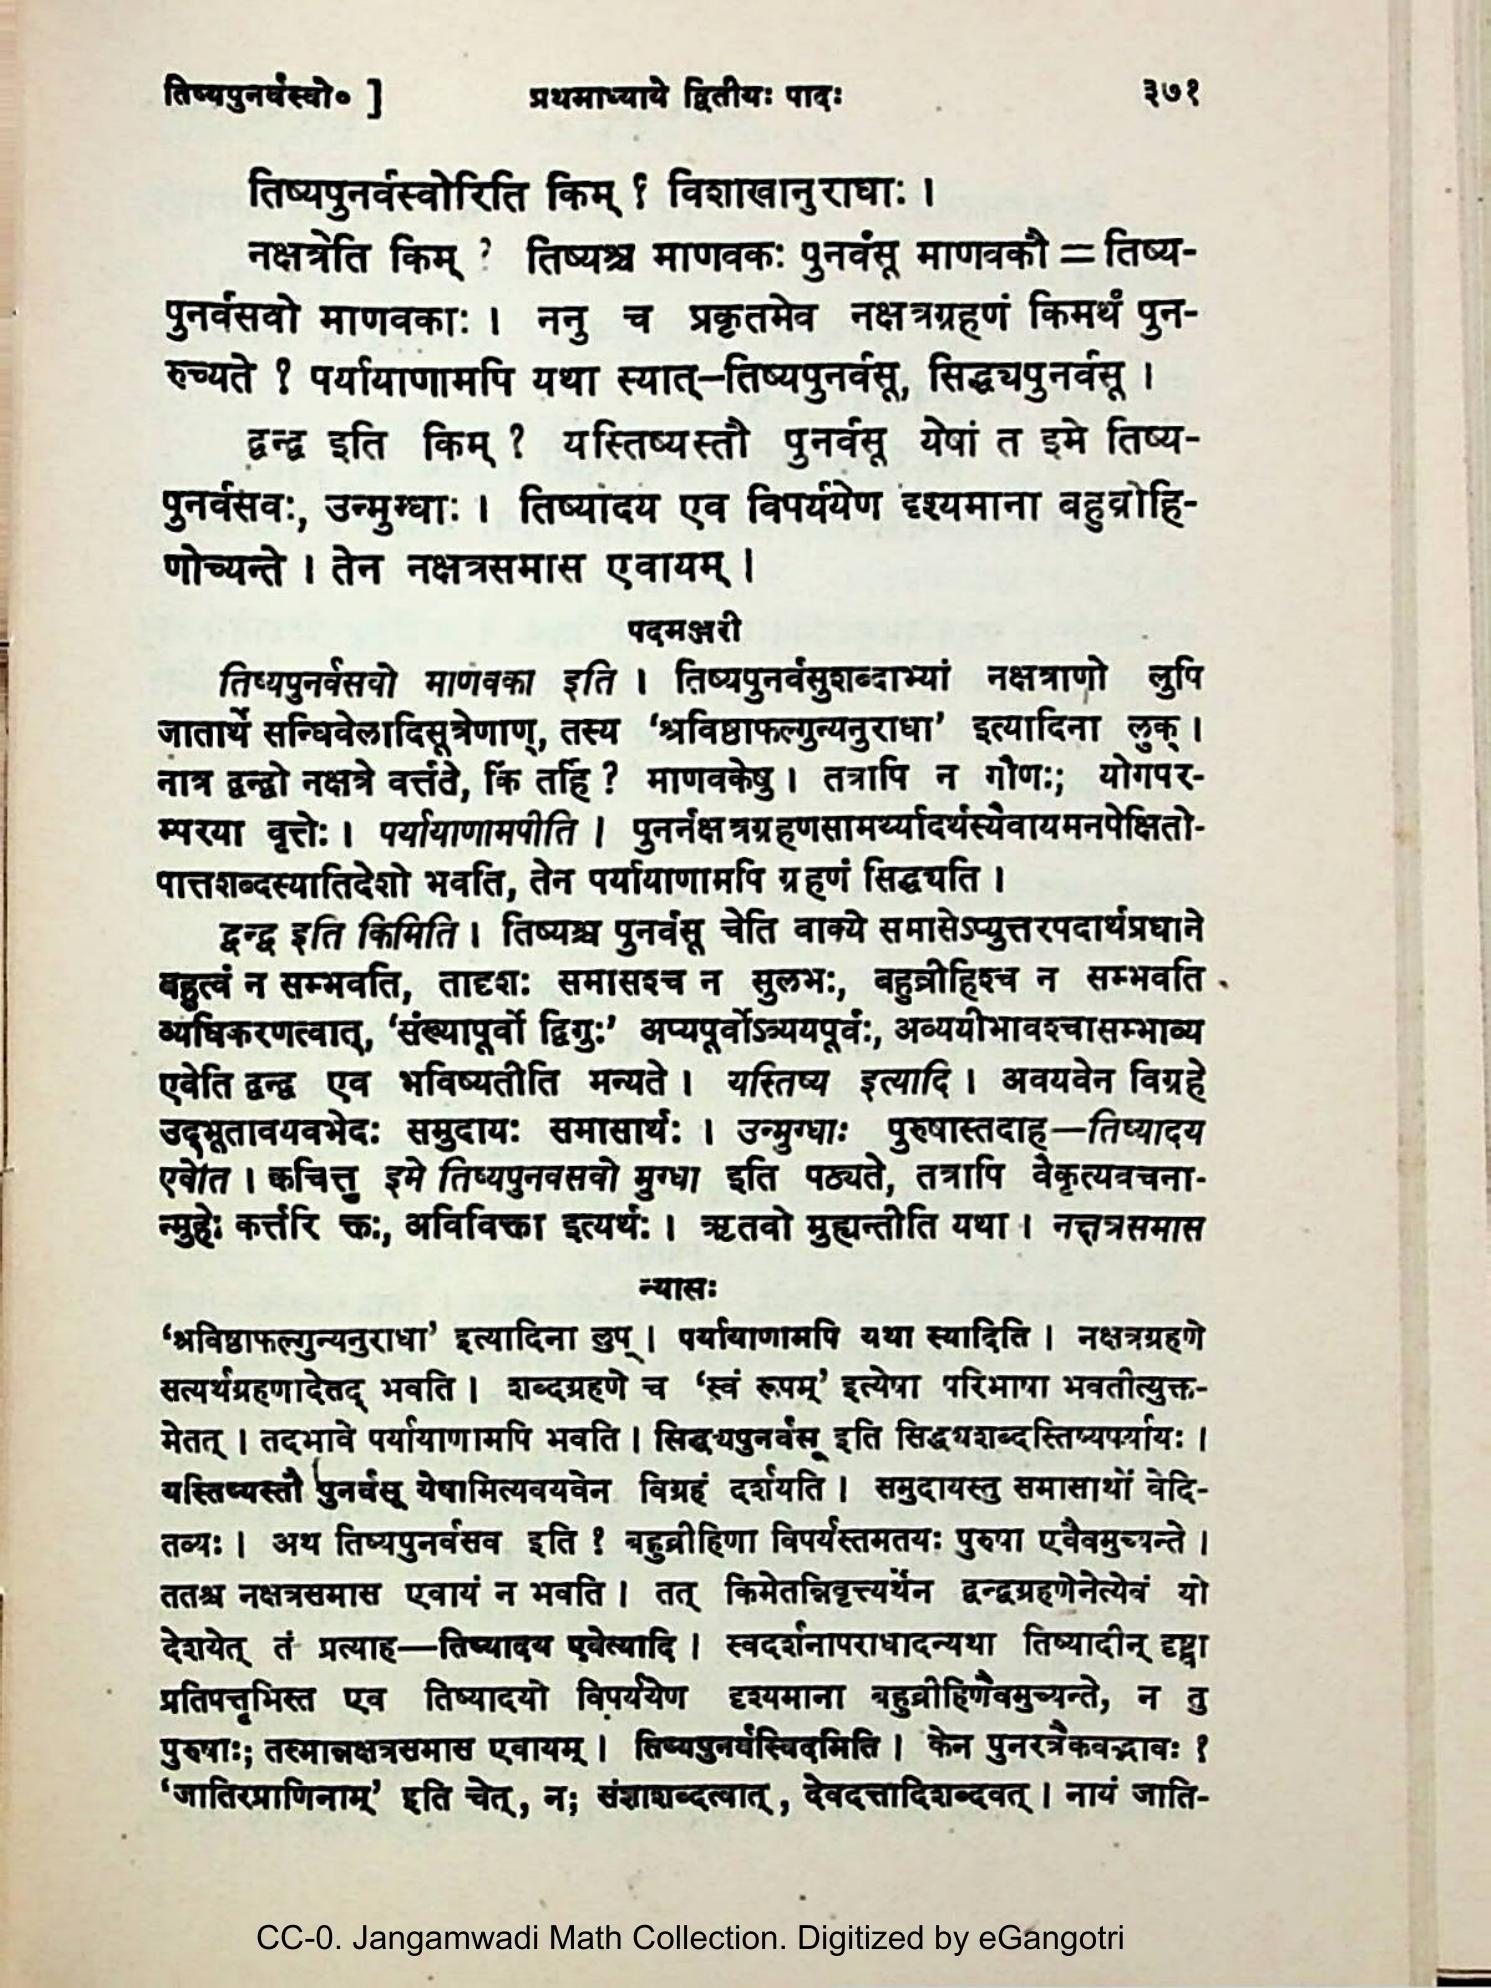 तिष्यपुनर्वस्वो० ]
प्रथमाध्याये द्वितीयः पादः
३७१
तिष्यपुनर्वस्वोरिति किम् ? विशाखानुराधाः ।
नक्षत्रेति किम् ? तिष्यश्च माणवकः पुनर्वसू माणवकौ = तिष्य-
पुनर्वसवो माणवकाः । ननु च प्रकृतमेव नक्षत्रग्रहणं किमर्थं पुन-
रुच्यते ? पर्यायाणामपि यथा स्यात्–तिष्यपुनर्वसू, सिद्ध्यपुनर्वसू ।
द्वन्द्व इति किम् ? यस्तिष्यस्तौ पुनर्वसू येषां त इमे तिष्य-
पुनर्वसवः, उन्मुग्धाः । तिष्यादय एव विपर्ययेण दृश्यमाना बहुव्रीहि-
णोच्यन्ते । तेन नक्षत्रसमास एवायम् ।
पदमञ्जरी
तिष्यपुनर्वसवो माणवका इति । तिष्यपुनर्वसुशब्दाभ्यां नक्षत्राणो लुपि
जातार्थे सन्धिवेलादिसूत्रेणाण्, तस्य ‘श्रविष्ठाफल्गुन्यनुराधा’ इत्यादिना लुक् ।
नात्र द्वन्द्वो नक्षत्रे वर्त्तते, किं तर्हि ? माणवकेषु । तत्रापि न गौणः; योगपर-
म्परया वृत्तेः । पर्यायाणामपीति । पुनर्नक्षत्रग्रहणसामर्थ्यादर्थस्यैवायमनपेक्षितो-
पात्तशब्दस्यातिदेशो भवति, तेन पर्यायाणामपि ग्रहणं सिद्ध्यति ।
द्वन्द्व इति किमिति । तिष्यश्च पुनर्वसू चेति वाक्ये समासेऽप्युत्तरपदार्थप्रधाने
बहुत्वं न सम्भवति, तादृशः समासश्च न सुलभः, बहुव्रीहिश्च न सम्भवति
व्यधिकरणत्वात्, ‘संख्यापूर्वो द्विगुः’ अप्यपूर्वोऽव्ययपूर्वः, अव्ययीभावश्चासम्भाव्य
एवेति द्वन्द्व एव भविष्यतीति मन्यते । यस्तिष्य इत्यादि । अवयवेन विग्रहे
उद्भूतावयवभेदः समुदायः समासार्थः । उन्मुग्धाः पुरुषास्तदाह—तिष्यादय
एवेति । क्वचित्तु इमे तिष्यपुनवसवो मुग्धा इति पठ्यते, तत्रापि वैकृत्यवचना-
न्मुहेः कर्त्तरि क्तः, अविविक्ता इत्यर्थः । ऋतवो मुह्यन्तीति यथा । नक्षत्रसमास
न्यासः
‘श्रविष्ठाफल्गुन्यनुराधा’ इत्यादिना लुप् । पर्यायाणामपि यथा स्यादिति । नक्षत्रग्रहणे
सत्यर्थग्रहणादेतद् भवति । शब्दग्रहणे च ‘स्वं रूपम्’ इत्येषा परिभाषा भवतीत्युक्त-
मेतत् । तदभावे पर्यायाणामपि भवति । सिद्ध्यपुनर्वसू इति सिद्ध्यशब्दस्तिष्यपर्यायः ।
यस्तिष्यस्तौ पुनर्वसू येषामित्यवयवेन विग्रहं दर्शयति । समुदायस्तु समासार्थो वेदि-
तव्यः । अथ तिष्यपुनर्वसव इति ? बहुव्रीहिणा विपर्यस्तमतयः पुरुषा एवैवमुच्यन्ते ।
ततश्च नक्षत्रसमास एवायं न भवति । तत् किमेतन्निवृत्त्यर्थेन द्वन्द्वग्रहणेनेत्येवं यो
देशयेत् तं प्रत्याह—तिष्यादय एवेत्यादि । स्वदर्शनापराधादन्यथा तिष्यादीन् दृष्ट्वा
प्रतिपत्तृभिस्त एव तिष्यादयो विपर्ययेण दृश्यमाना बहुव्रीहिणैवमुच्यन्ते, न तु
पुरुषाः; तस्मान्नक्षत्रसमास एवायम् । तिष्यपुनर्वस्विदमिति । केन पुनरत्रैकवद्भावः ?
‘जातिरप्राणिनाम्’ इति चेत्, न; संज्ञाशब्दत्वात् , देवदत्तादिशब्दवत् । नायं जाति-
CC-0. Jangamwadi Math Collection. Digitized by eGangotri